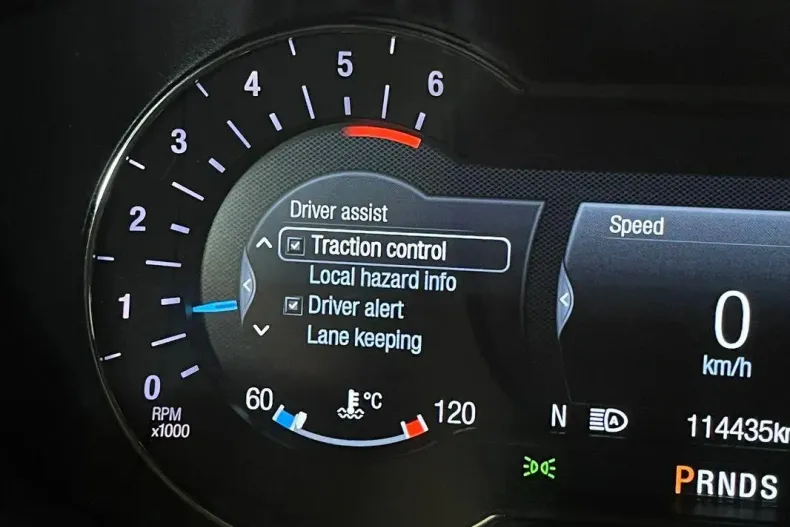 6
5
4
3
2
1
0
RPM
x1000
Driver assist
Traction control
Local hazard info
Driver alert
Lane keeping
60
°C
120
Speed
0
km/h
N
A
114435km
PRNDS